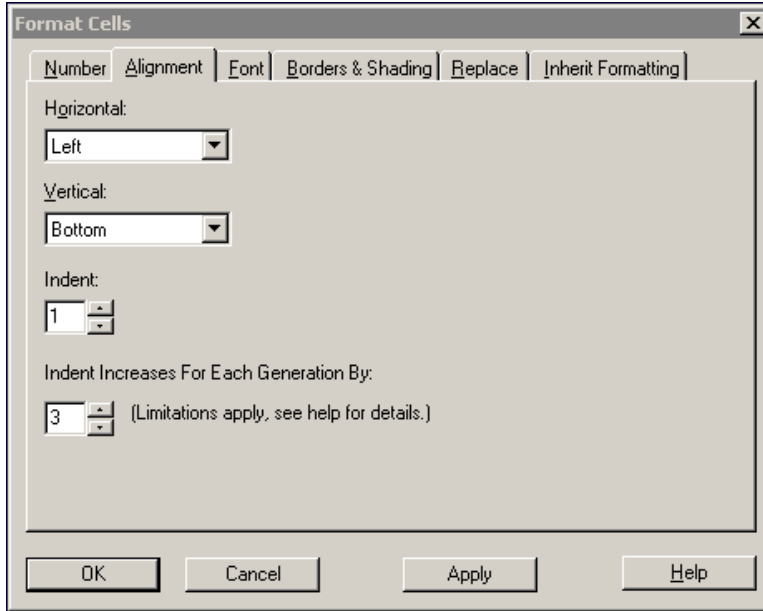 Format Cells
Number Alignment Font Borders & Shading Replace Inherit Formatting
Horizontal:
Left
Vertical:
Bottom
Indent:
1
Indent Increases For Each Generation By:
3 (Limitations apply, see help for details.)
OK Cancel Apply Help